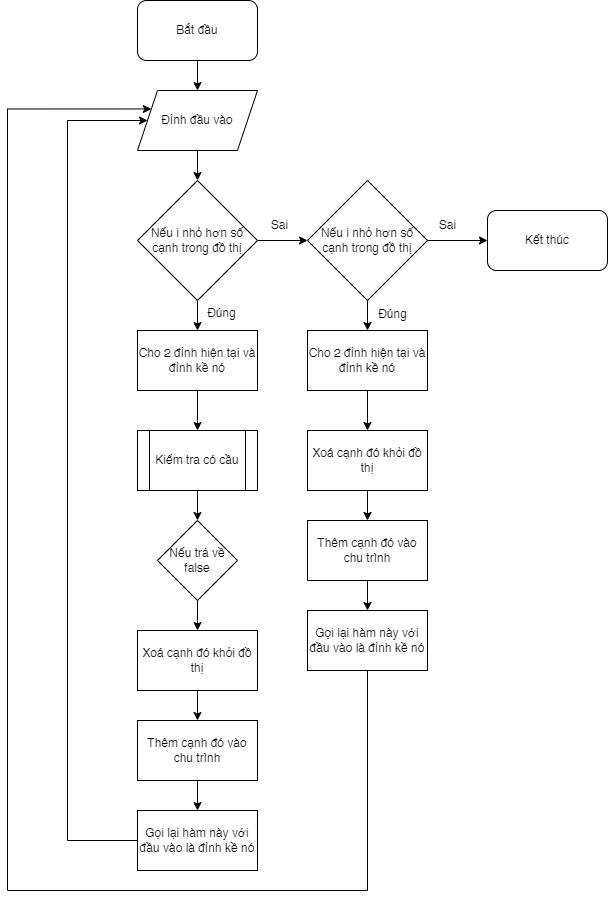 Bắt đầu
Đỉnh đầu vào
Nếu i nhỏ hơn số
cạnh trong đồ thị
Sai
Nếu i nhỏ hơn số
cạnh trong đồ thị
Sai
Kết thúc
Đúng
Cho 2 đỉnh hiện tại và
đỉnh kề nó
Kiểm tra có cầu
Nếu trả về
false
Xoá cạnh đó khỏi đồ
thị
Thêm cạnh đó vào
chu trình
Gọi lại hàm này với
đầu vào là đỉnh kề nó
Đúng
Cho 2 đỉnh hiện tại và
đỉnh kề nó
Xoá cạnh đó khỏi đồ
thị
Thêm cạnh đó vào
chu trình
Gọi lại hàm này với
đầu vào là đỉnh kề nó